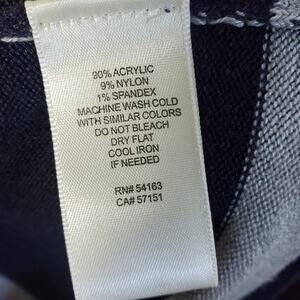 90% ACRYLIC
9% NYLON
1% SPANDEX
MACHINE WASH COLD
WITH SIMILAR COLORS
DO NOT BLEACH
DRY FLAT
COOL IRON
IF NEEDED
RN# 54163
CA# 57151